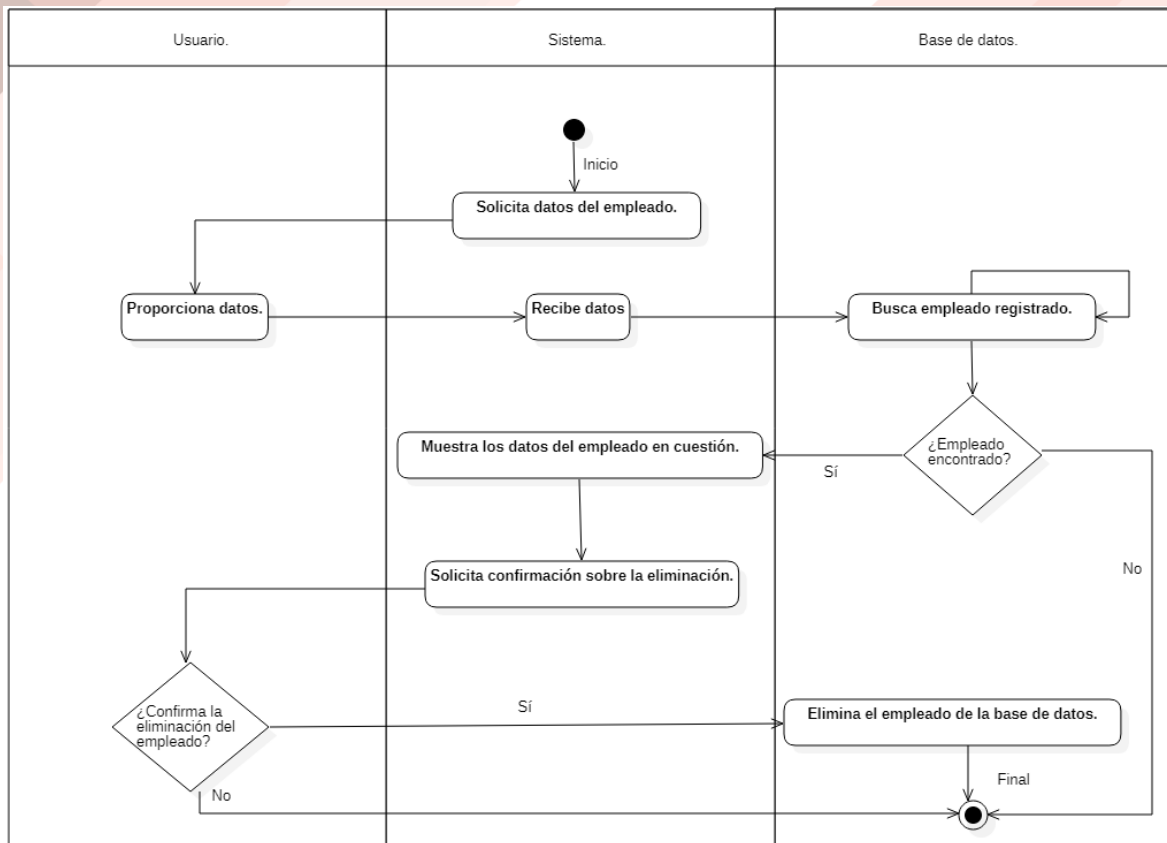 Usuario.
Sistema.
Base de datos.
Inicio
Solicita datos del empleado.
Proporciona datos.
Recibe datos
Busca empleado registrado.
Muestra los datos del empleado en cuestión.
¿Empleado
encontrado?
Sí
No
Solicita confirmación sobre la eliminación.
¿Confirma la
eliminación del
empleado?
Sí
Elimina el empleado de la base de datos.
Final
No